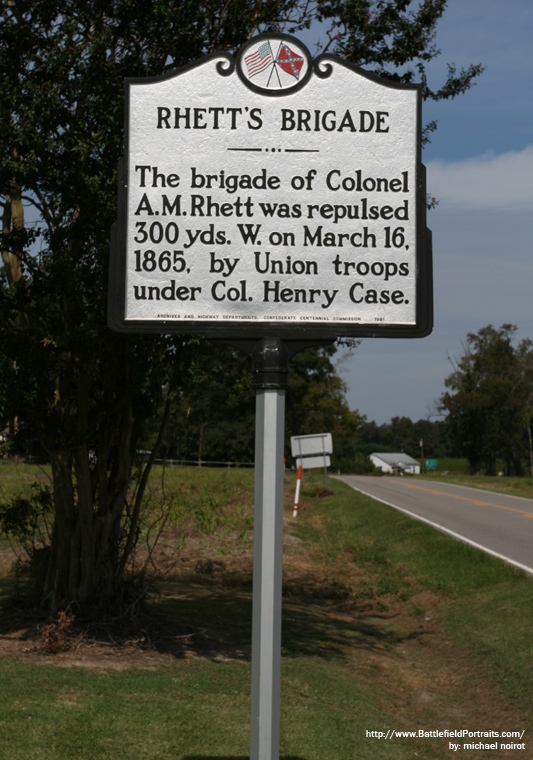 RHETT'S BRIGADE
The brigade of Colonel
A.M. Rhett was repulsed
300 yds. W. on March 16,
1865, by Union troops
under Col. Henry Case.
ARCHIVES AND HIGHWAY DEPARTMENTS, CONFEDERATE CENTENNIAL COMMISSION 1961
http://www.BattlefieldPortraits.com/
by: michael noirot